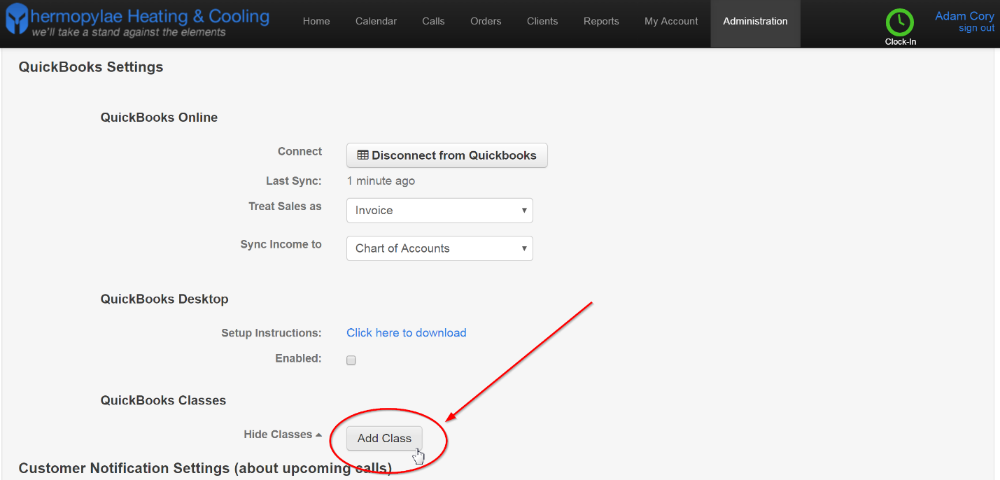 hermopylae Heating & Cooling
we'll take a stand against the elements
Home Calendar Calls Orders Clients Reports My Account Administration
Clock-In
Adam Cory
sign out
QuickBooks Settings
QuickBooks Online
Connect Disconnect from Quickbooks
Last Sync: 1 minute ago
Treat Sales as Invoice
Sync Income to Chart of Accounts
QuickBooks Desktop
Setup Instructions: Click here to download
Enabled:
QuickBooks Classes
Hide Classes Add Class
Customer Notification Settings (about upcoming calls)